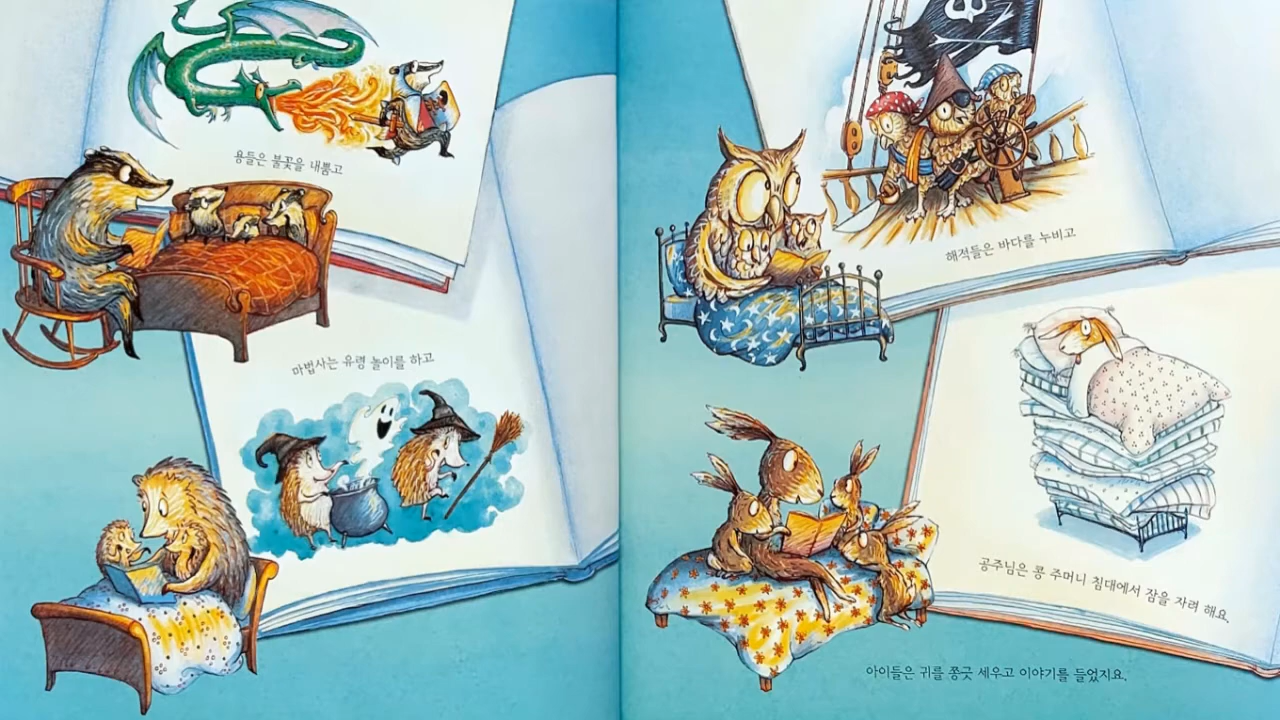 용들은 불꽃을 내뿜고
마법사는 유령 놀이를 하고
해적들은 바다를 누비고
공주님은 콩 주머니 침대에서 잠을 자려 해요.
아이들은 귀를 쫑긋 세우고 이야기를 들었지요.